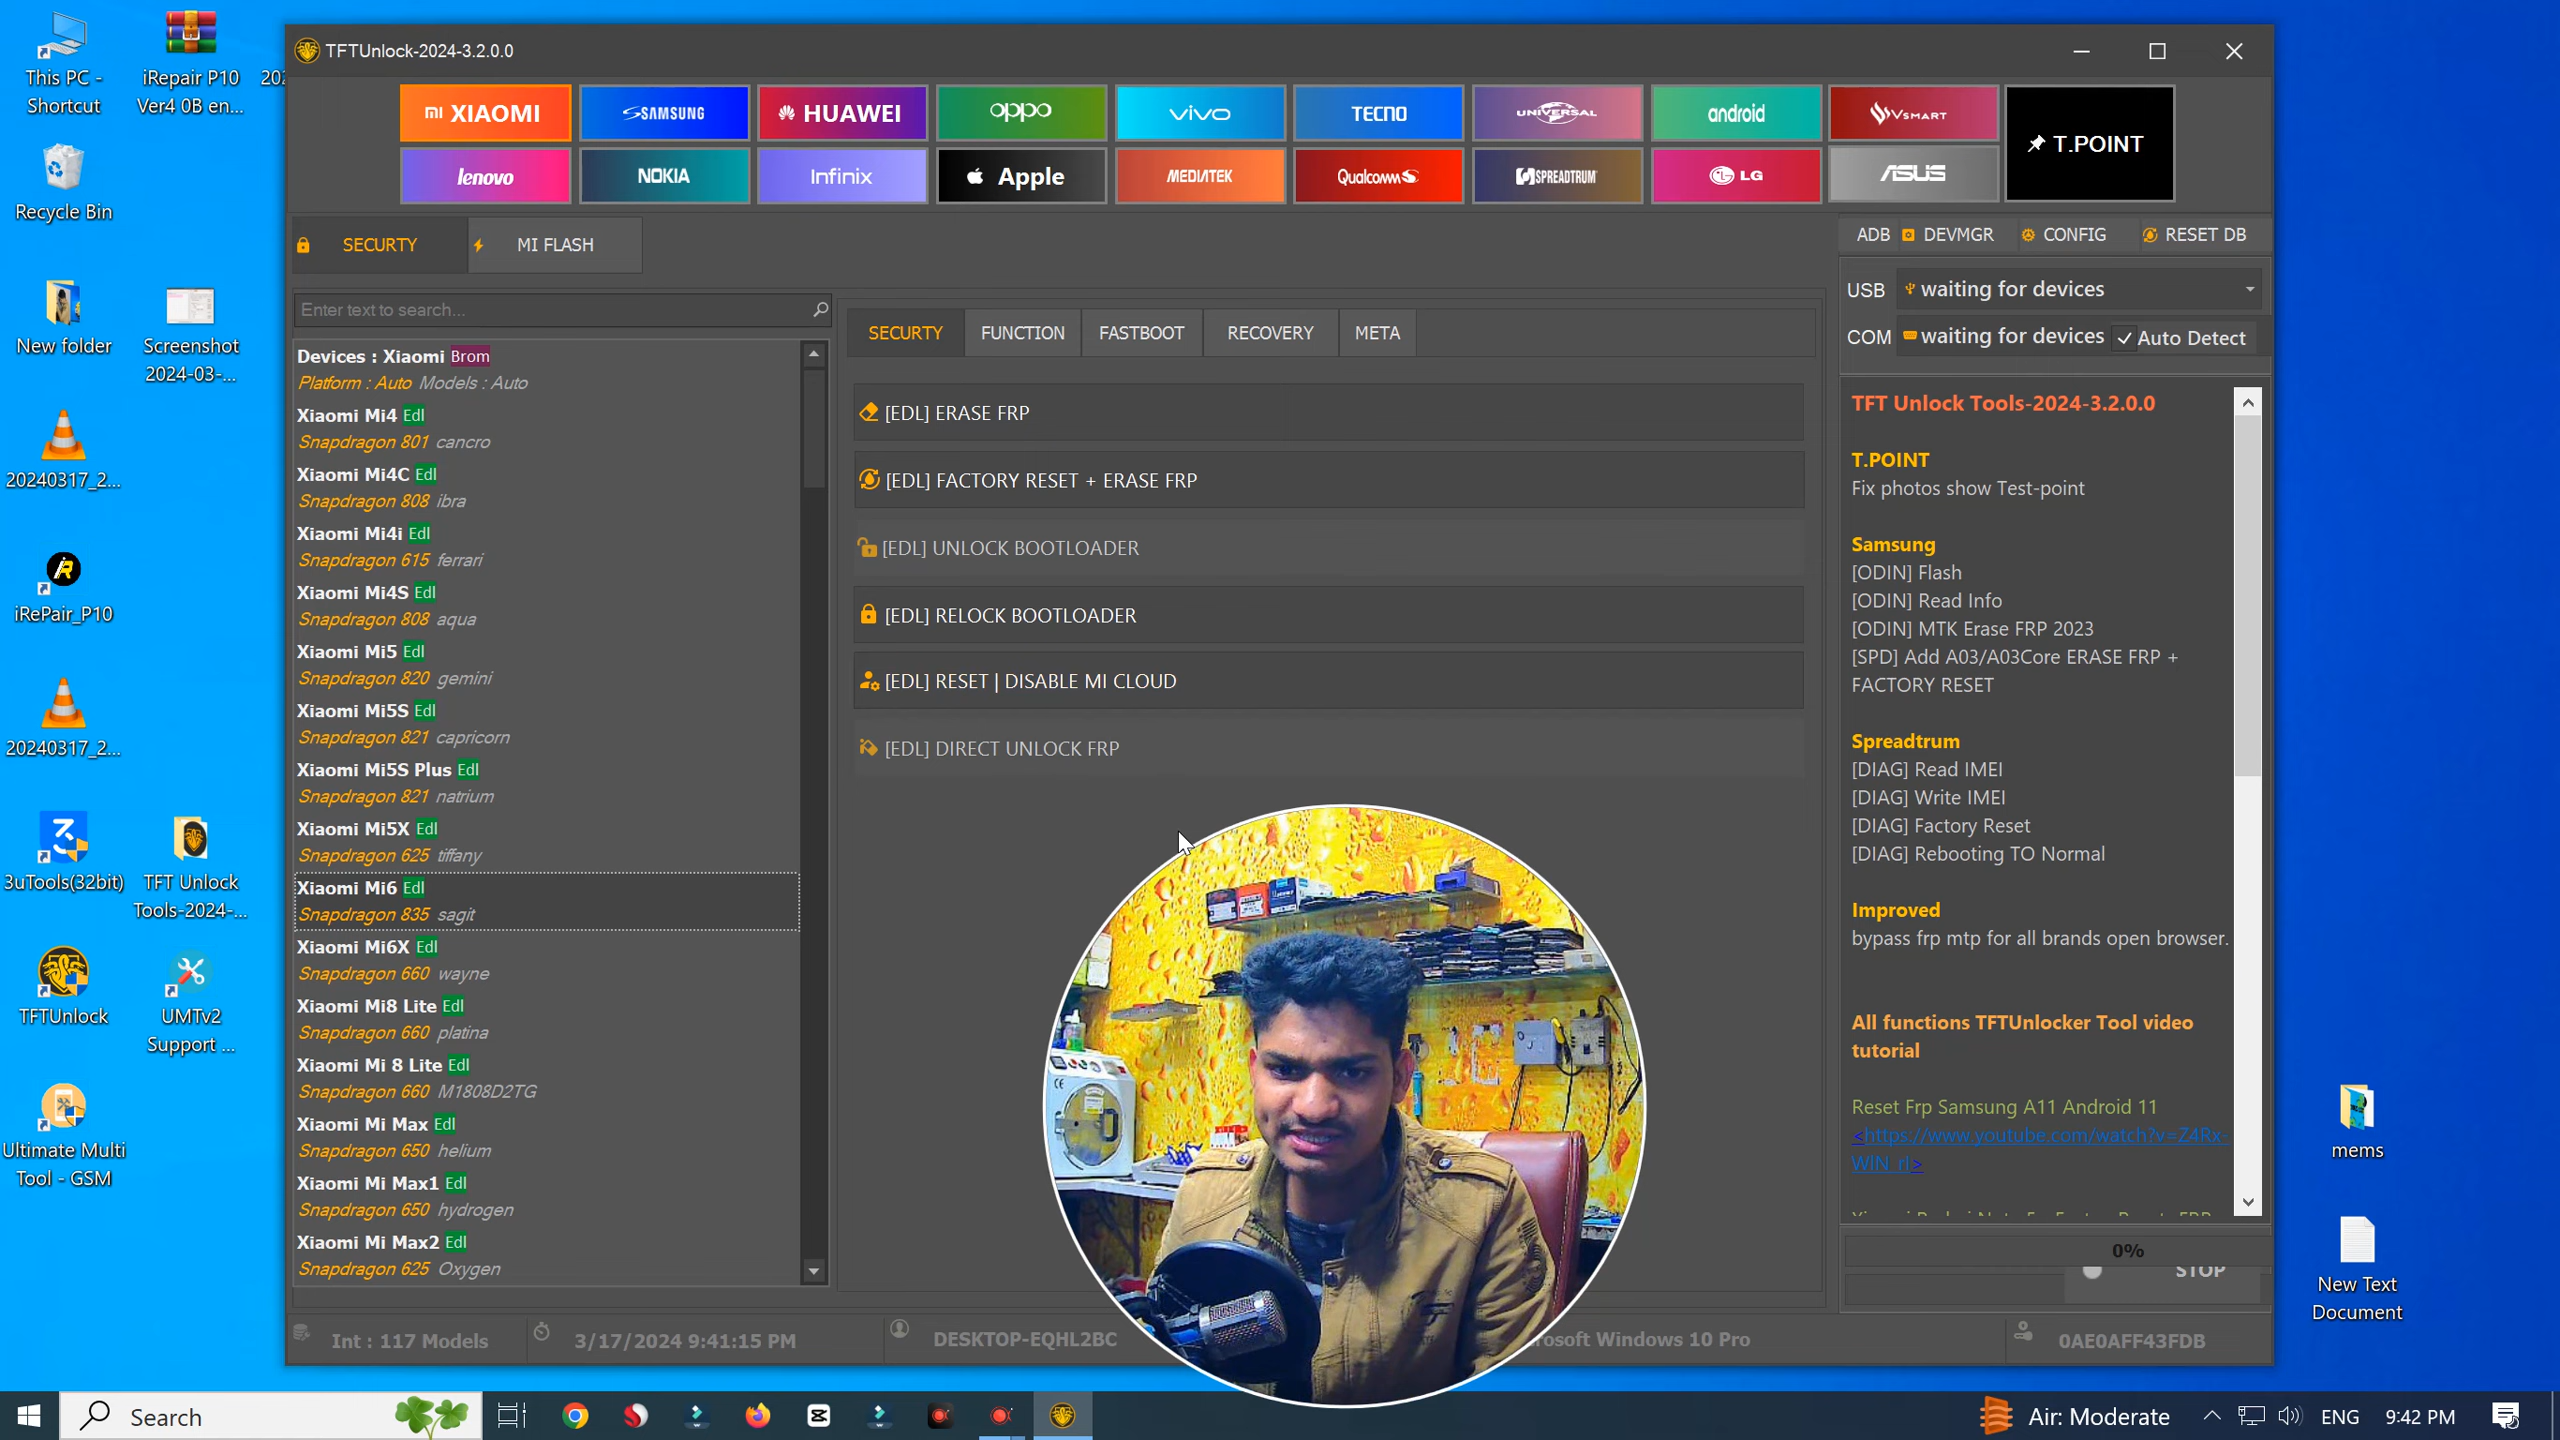 This PC -
Shortcut
iRepair P10
Ver4 0B en...
202
Recycle Bin
New folder
Screenshot
2024-03-...
20240317_2...
iRePair_P10
20240317_2...
3uTools(32bit)
TFT Unlock
Tools-2024-...
TFTUnlock
UMTv2
Support ...
Ultimate Multi
Tool - GSM
TFTUnlock-2024-3.2.0.0
XIAOMI
SAMSUNG
HUAWEI
oppo
vivo
TECNO
UNIVERSAL
android
VSMART
T.POINT
lenovo
NOKIA
Infinix
Apple
MEDIATEK
Qualcomm
SPREADTRUM
LG
ASUS
SECURTY
MI FLASH
ADB
DEVMGR
CONFIG
RESET DB
Enter text to search...
Devices : Xiaomi Brom
Platform : Auto Models : Auto
Xiaomi Mi4 Edl
Snapdragon 801 cancro
Xiaomi Mi4C Edl
Snapdragon 808 ibra
Xiaomi Mi4i Edl
Snapdragon 615 ferrari
Xiaomi Mi4S Edl
Snapdragon 808 aqua
Xiaomi Mi5 Edl
Snapdragon 820 gemini
Xiaomi Mi5S Edl
Snapdragon 821 capricorn
Xiaomi Mi5S Plus Edl
Snapdragon 821 natrium
Xiaomi Mi5X Edl
Snapdragon 625 tiffany
Xiaomi Mi6 Edl
Snapdragon 835 sagit
Xiaomi Mi6X Edl
Snapdragon 660 wayne
Xiaomi Mi8 Lite Edl
Snapdragon 660 platina
Xiaomi Mi 8 Lite Edl
Snapdragon 660 M1808D2TG
Xiaomi Mi Max Edl
Snapdragon 650 helium
Xiaomi Mi Max1 Edl
Snapdragon 650 hydrogen
Xiaomi Mi Max2 Edl
Snapdragon 625 Oxygen
SECURTY
FUNCTION
FASTBOOT
RECOVERY
META
[EDL] ERASE FRP
[EDL] FACTORY RESET + ERASE FRP
[EDL] UNLOCK BOOTLOADER
[EDL] RELOCK BOOTLOADER
[EDL] RESET | DISABLE MI CLOUD
[EDL] DIRECT UNLOCK FRP
USB waiting for devices
COM waiting for devices Auto Detect
TFT Unlock Tools-2024-3.2.0.0
T.POINT
Fix photos show Test-point
Samsung
[ODIN] Flash
[ODIN] Read Info
[ODIN] MTK Erase FRP 2023
[SPD] Add A03/A03Core ERASE FRP +
FACTORY RESET
Spreadtrum
[DIAG] Read IMEI
[DIAG] Write IMEI
[DIAG] Factory Reset
[DIAG] Rebooting TO Normal
Improved
bypass frp mtp for all brands open browser.
All functions TFTUnlocker Tool video
tutorial
Reset Frp Samsung A11 Android 11
<https://www.youtube.com/watch?v=Z4Rx-
WIN_rI>
0%
STOP
Int : 117 Models
3/17/2024 9:41:15 PM
DESKTOP-EQHL2BC
rosoft Windows 10 Pro
0AE0AFF43FDB
mems
New Text
Document
Search
Air: Moderate
ENG
9:42 PM